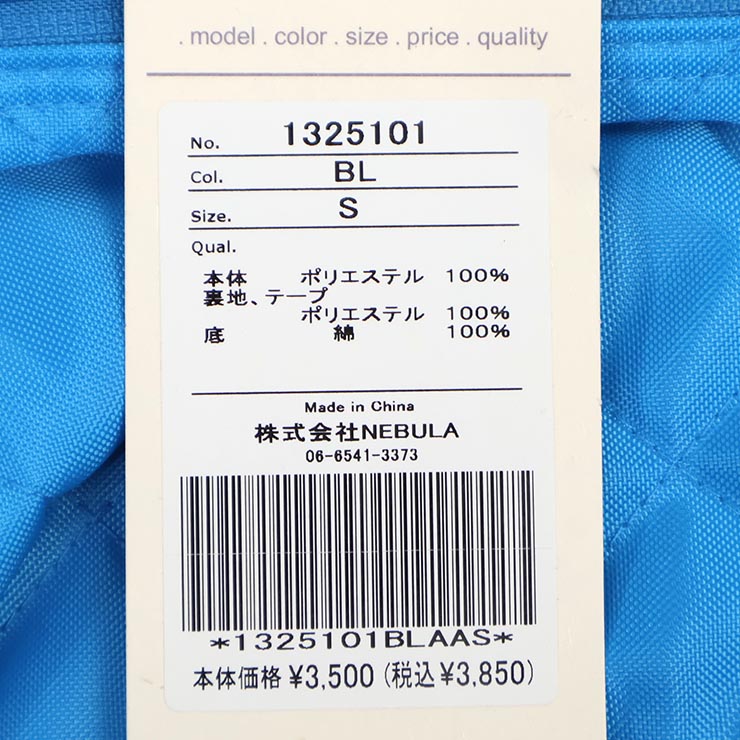 . model . color . size . price . quality
No. 1325101
Col. BL
Size. S
Qual.
本体 ポリエステル 100%
裏地、テープ
ポリエステル 100%
底 綿 100%
Made in China
株式会社NEBULA
06-6541-3373
*1325101BLAAS*
本体価格 ¥3,500 (税込 ¥3,850)